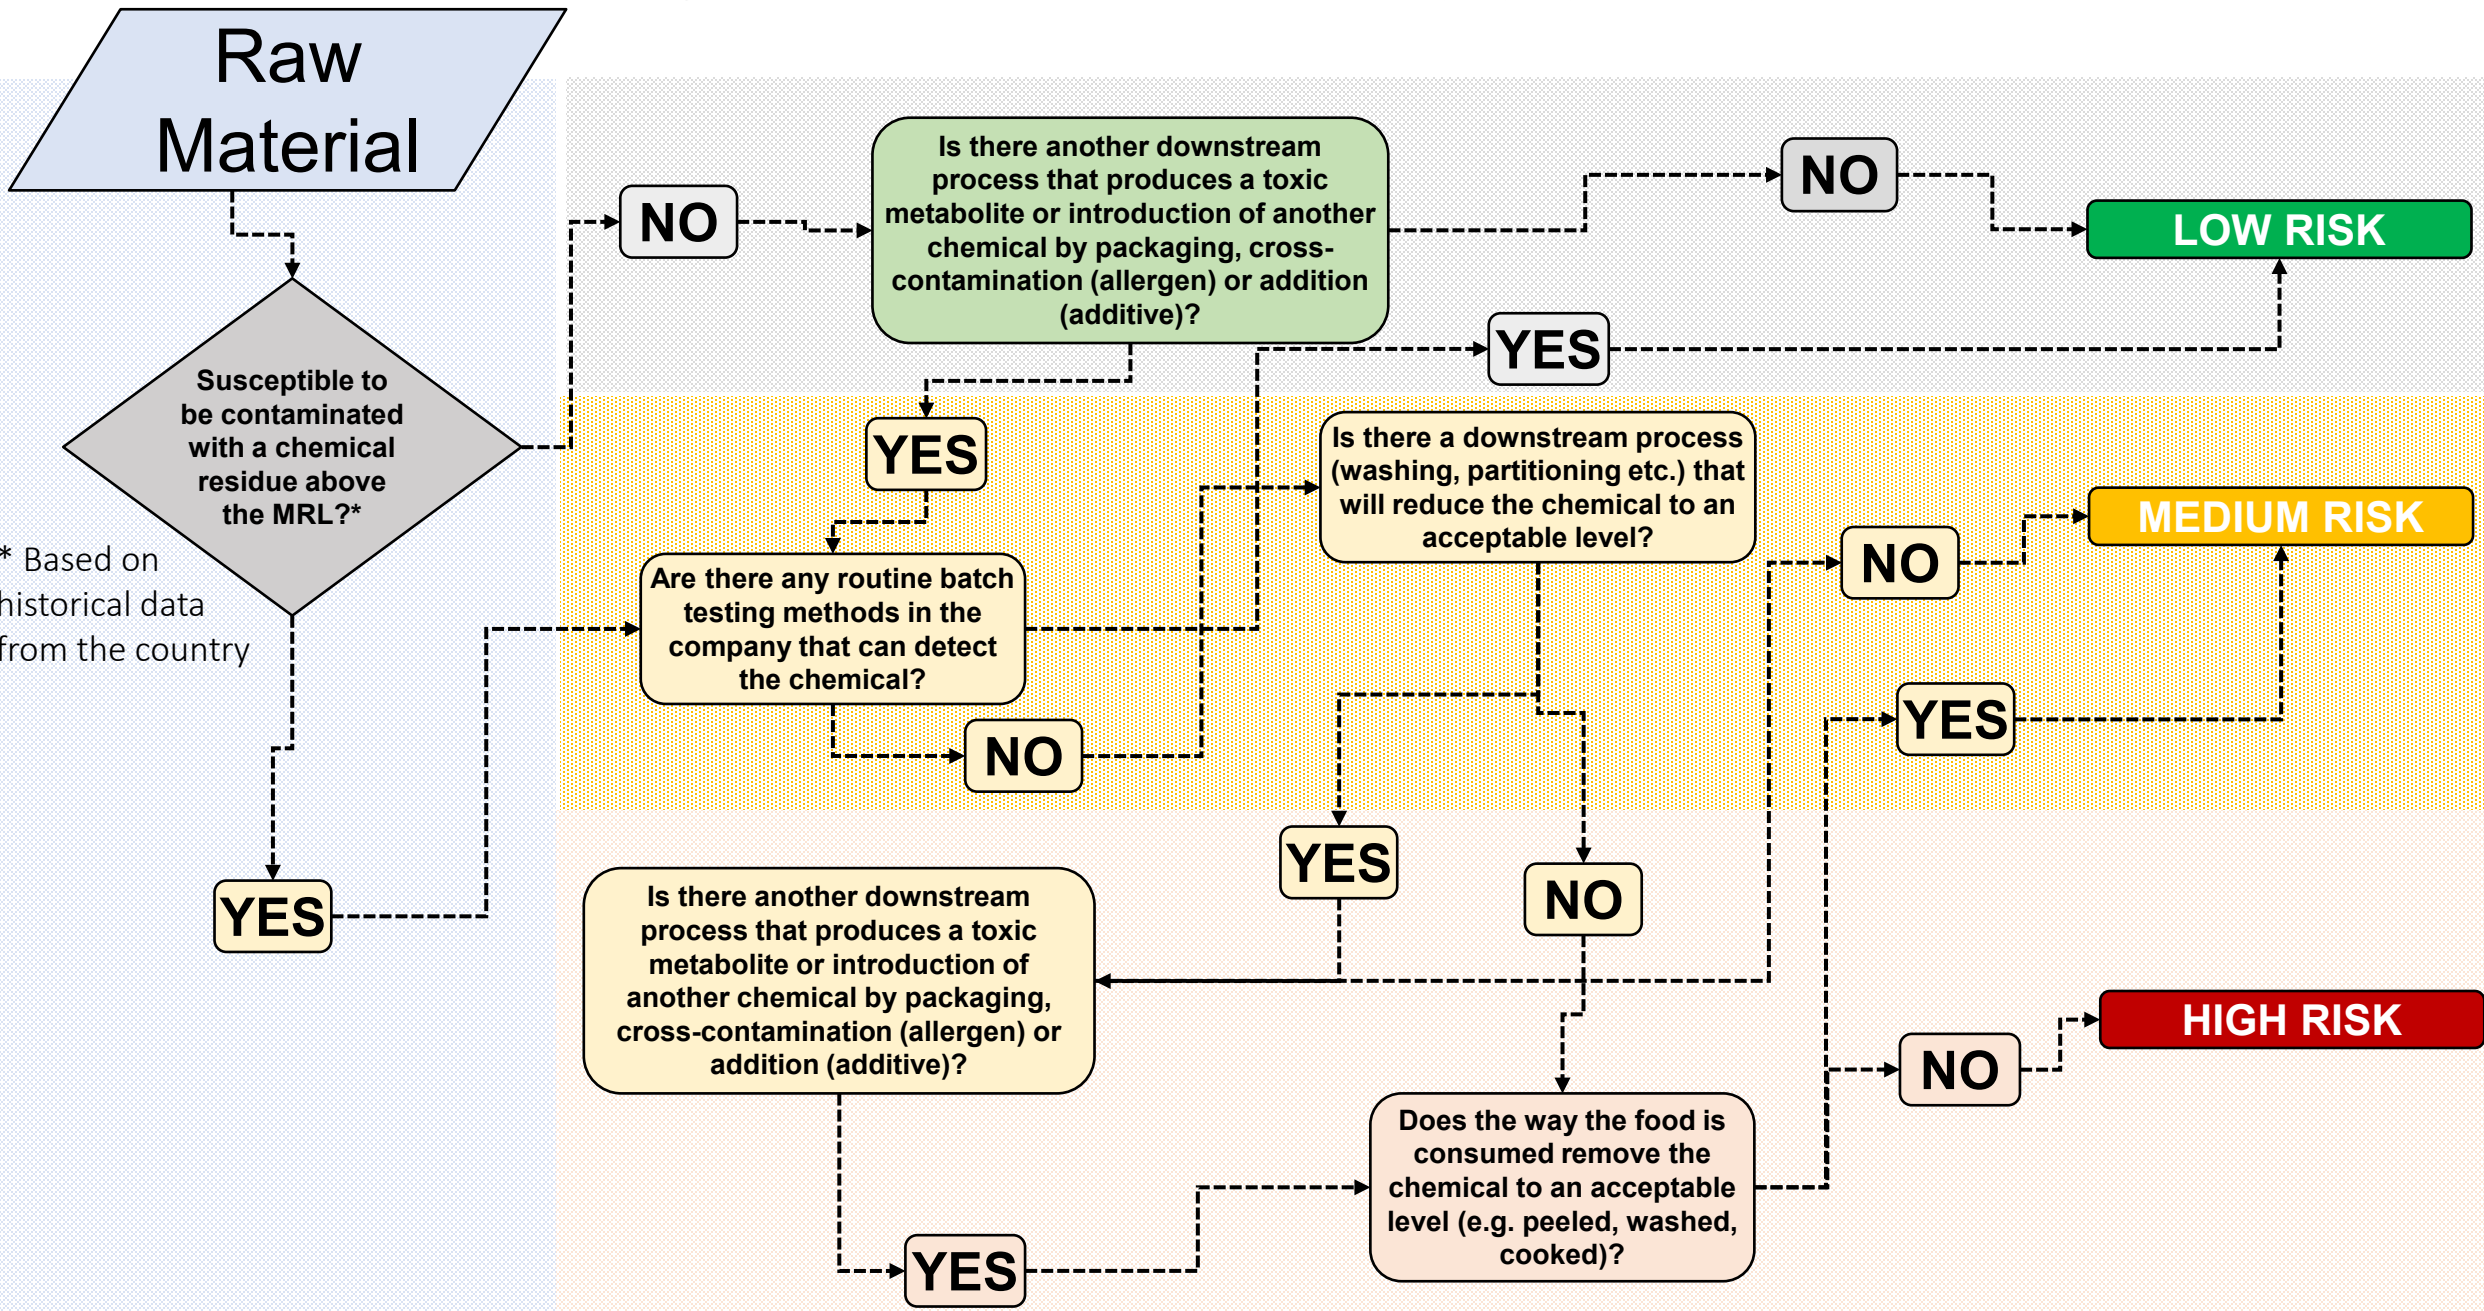 Raw
Material
Susceptible to
be contaminated
with a chemical
residue above
the MRL?*
* Based on
historical data
from the country
YES
NO
Is there another downstream
process that produces a toxic
metabolite or introduction of another
chemical by packaging, cross-
contamination (allergen) or addition
(additive)?
NO
LOW RISK
YES
YES
Are there any routine batch
testing methods in the
company that can detect
the chemical?
NO
Is there a downstream process
(washing, partitioning etc.) that
will reduce the chemical to an
acceptable level?
NO
MEDIUM RISK
YES
YES
NO
Is there another downstream
process that produces a toxic
metabolite or introduction of
another chemical by packaging,
cross-contamination (allergen) or
addition (additive)?
YES
Does the way the food is
consumed remove the
chemical to an acceptable
level (e.g. peeled, washed,
cooked)?
NO
HIGH RISK